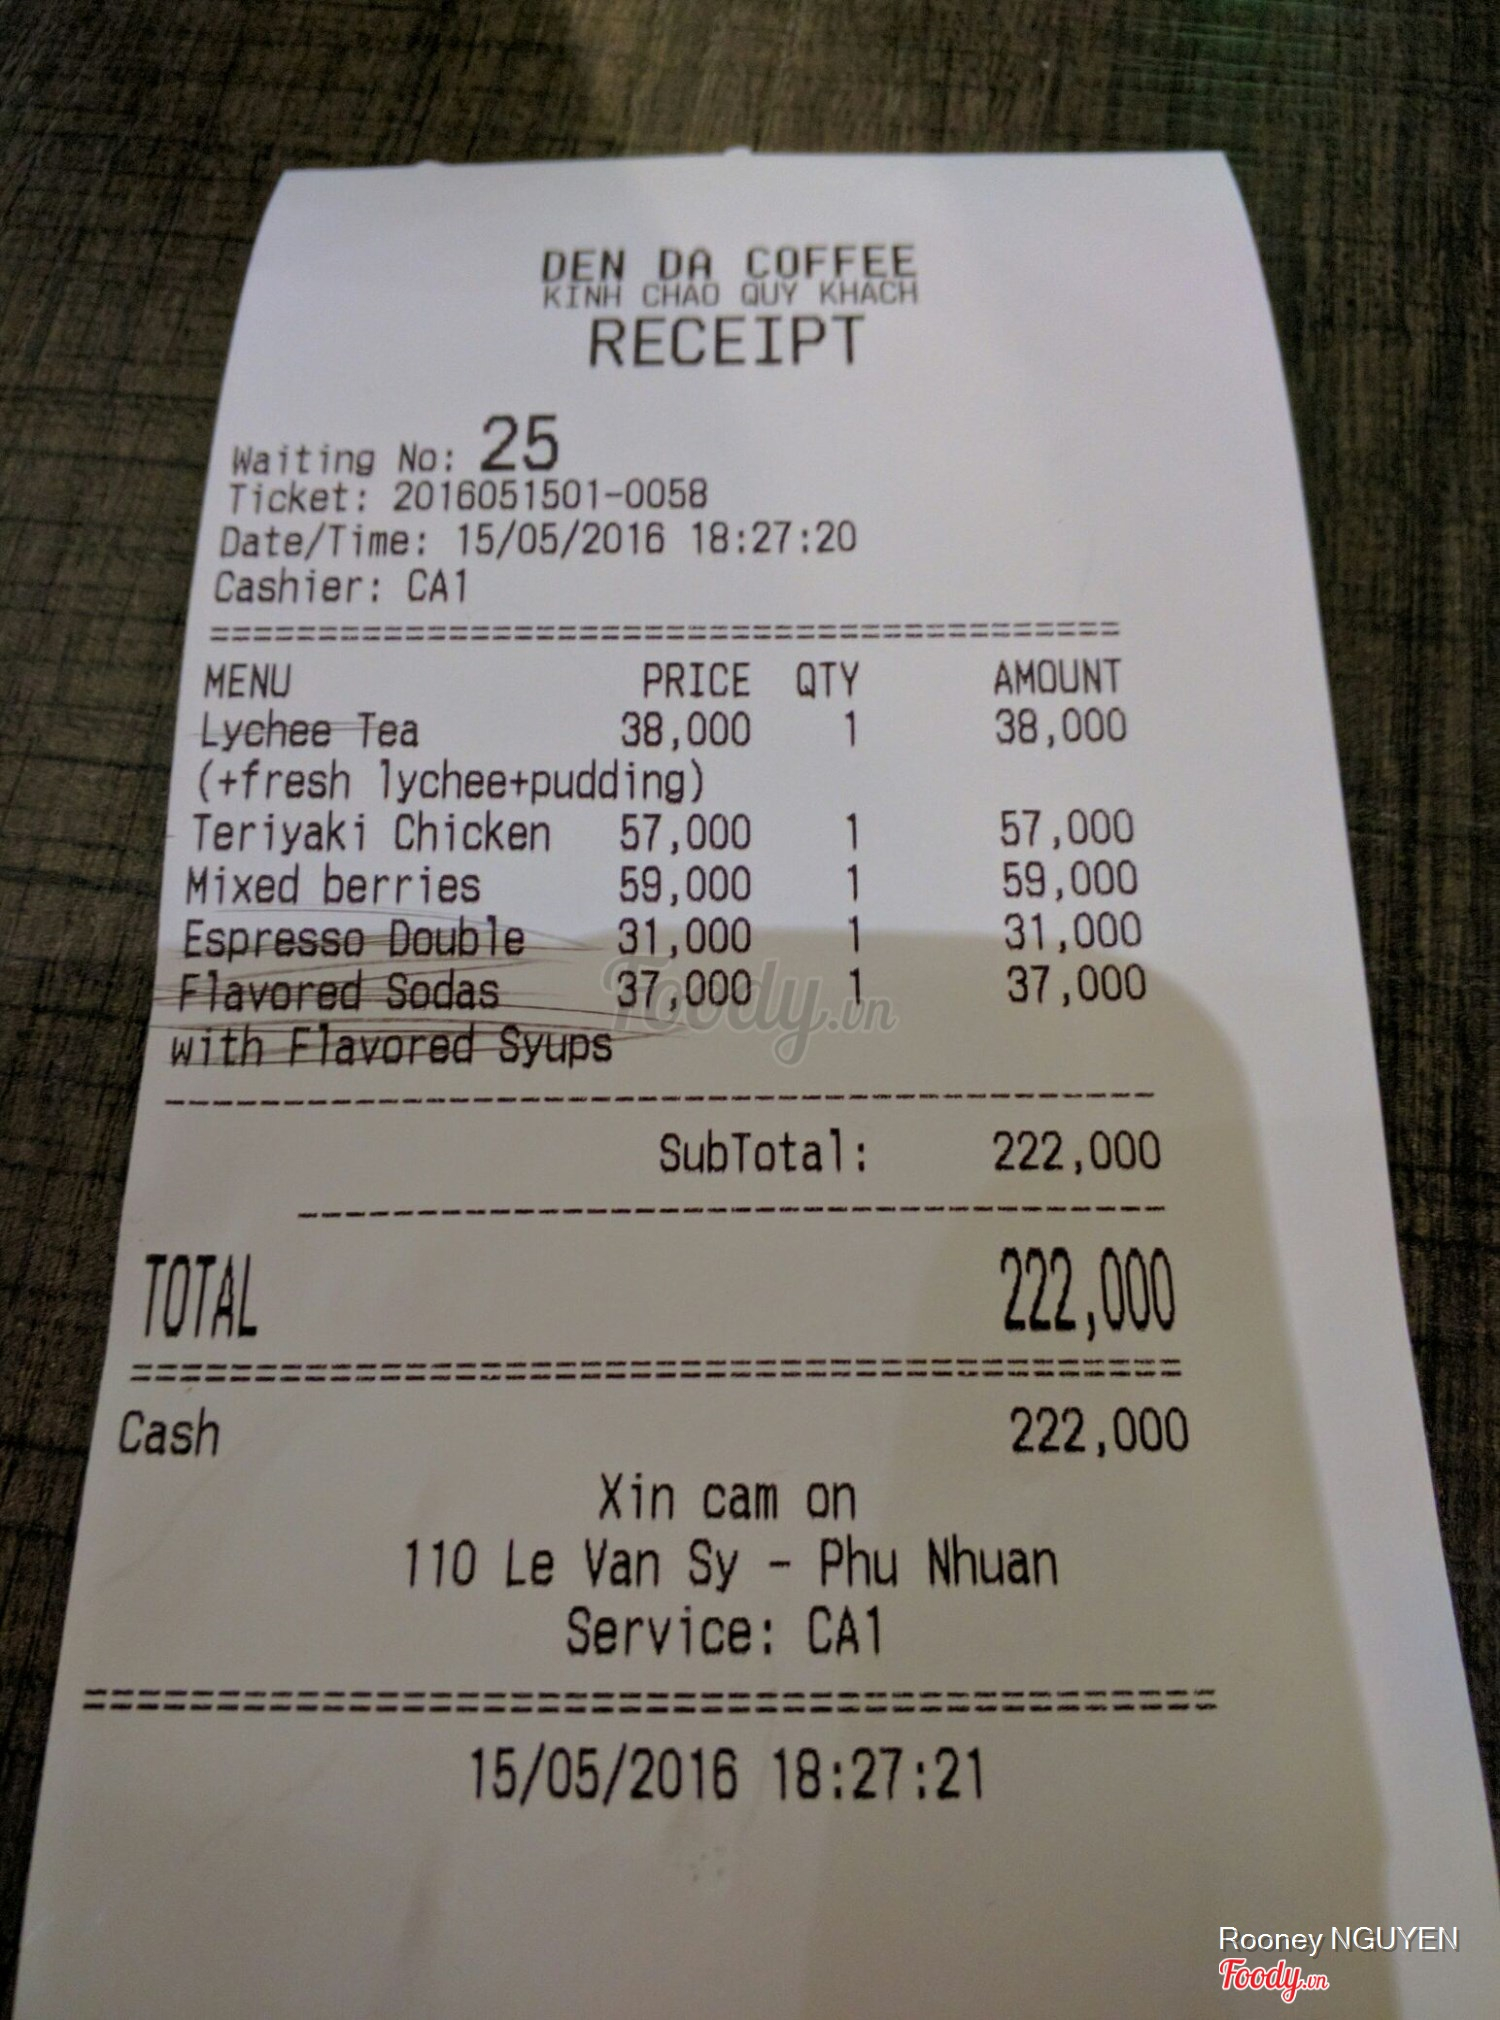 DEN DA COFFEE
KINH CHAO QUY KHACH
RECEIPT
Waiting No: 25
Ticket: 2016051501-0058
Date/Time: 15/05/2016 18:27:20
Cashier: CA1
==========================================
MENU PRICE QTY AMOUNT
Lychee Tea 38,000 1 38,000
(+fresh lychee+pudding)
Teriyaki Chicken 57,000 1 57,000
Mixed berries 59,000 1 59,000
Espresso Double 31,000 1 31,000
Flavored Sodas 37,000 1 37,000
with Flavored Syups
Foody.vn
------------------------------------------
SubTotal: 222,000
------------------------------------
TOTAL 222,000
==========================================
Cash 222,000
Xin cam on
110 Le Van Sy - Phu Nhuan
Service: CA1
==========================================
15/05/2016 18:27:21
Rooney NGUYEN
Foody.vn